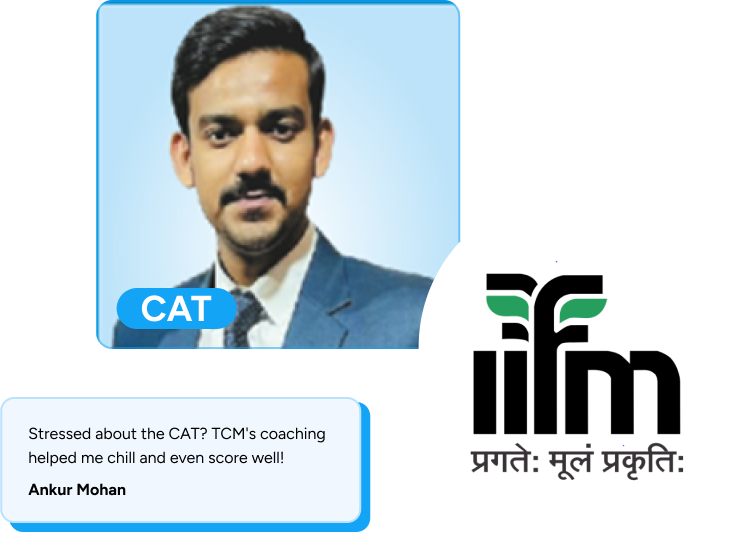 CAT
iifm
प्रगते: मूलं प्रकृति:
Stressed about the CAT? TCM's coaching
helped me chill and even score well!
Ankur Mohan